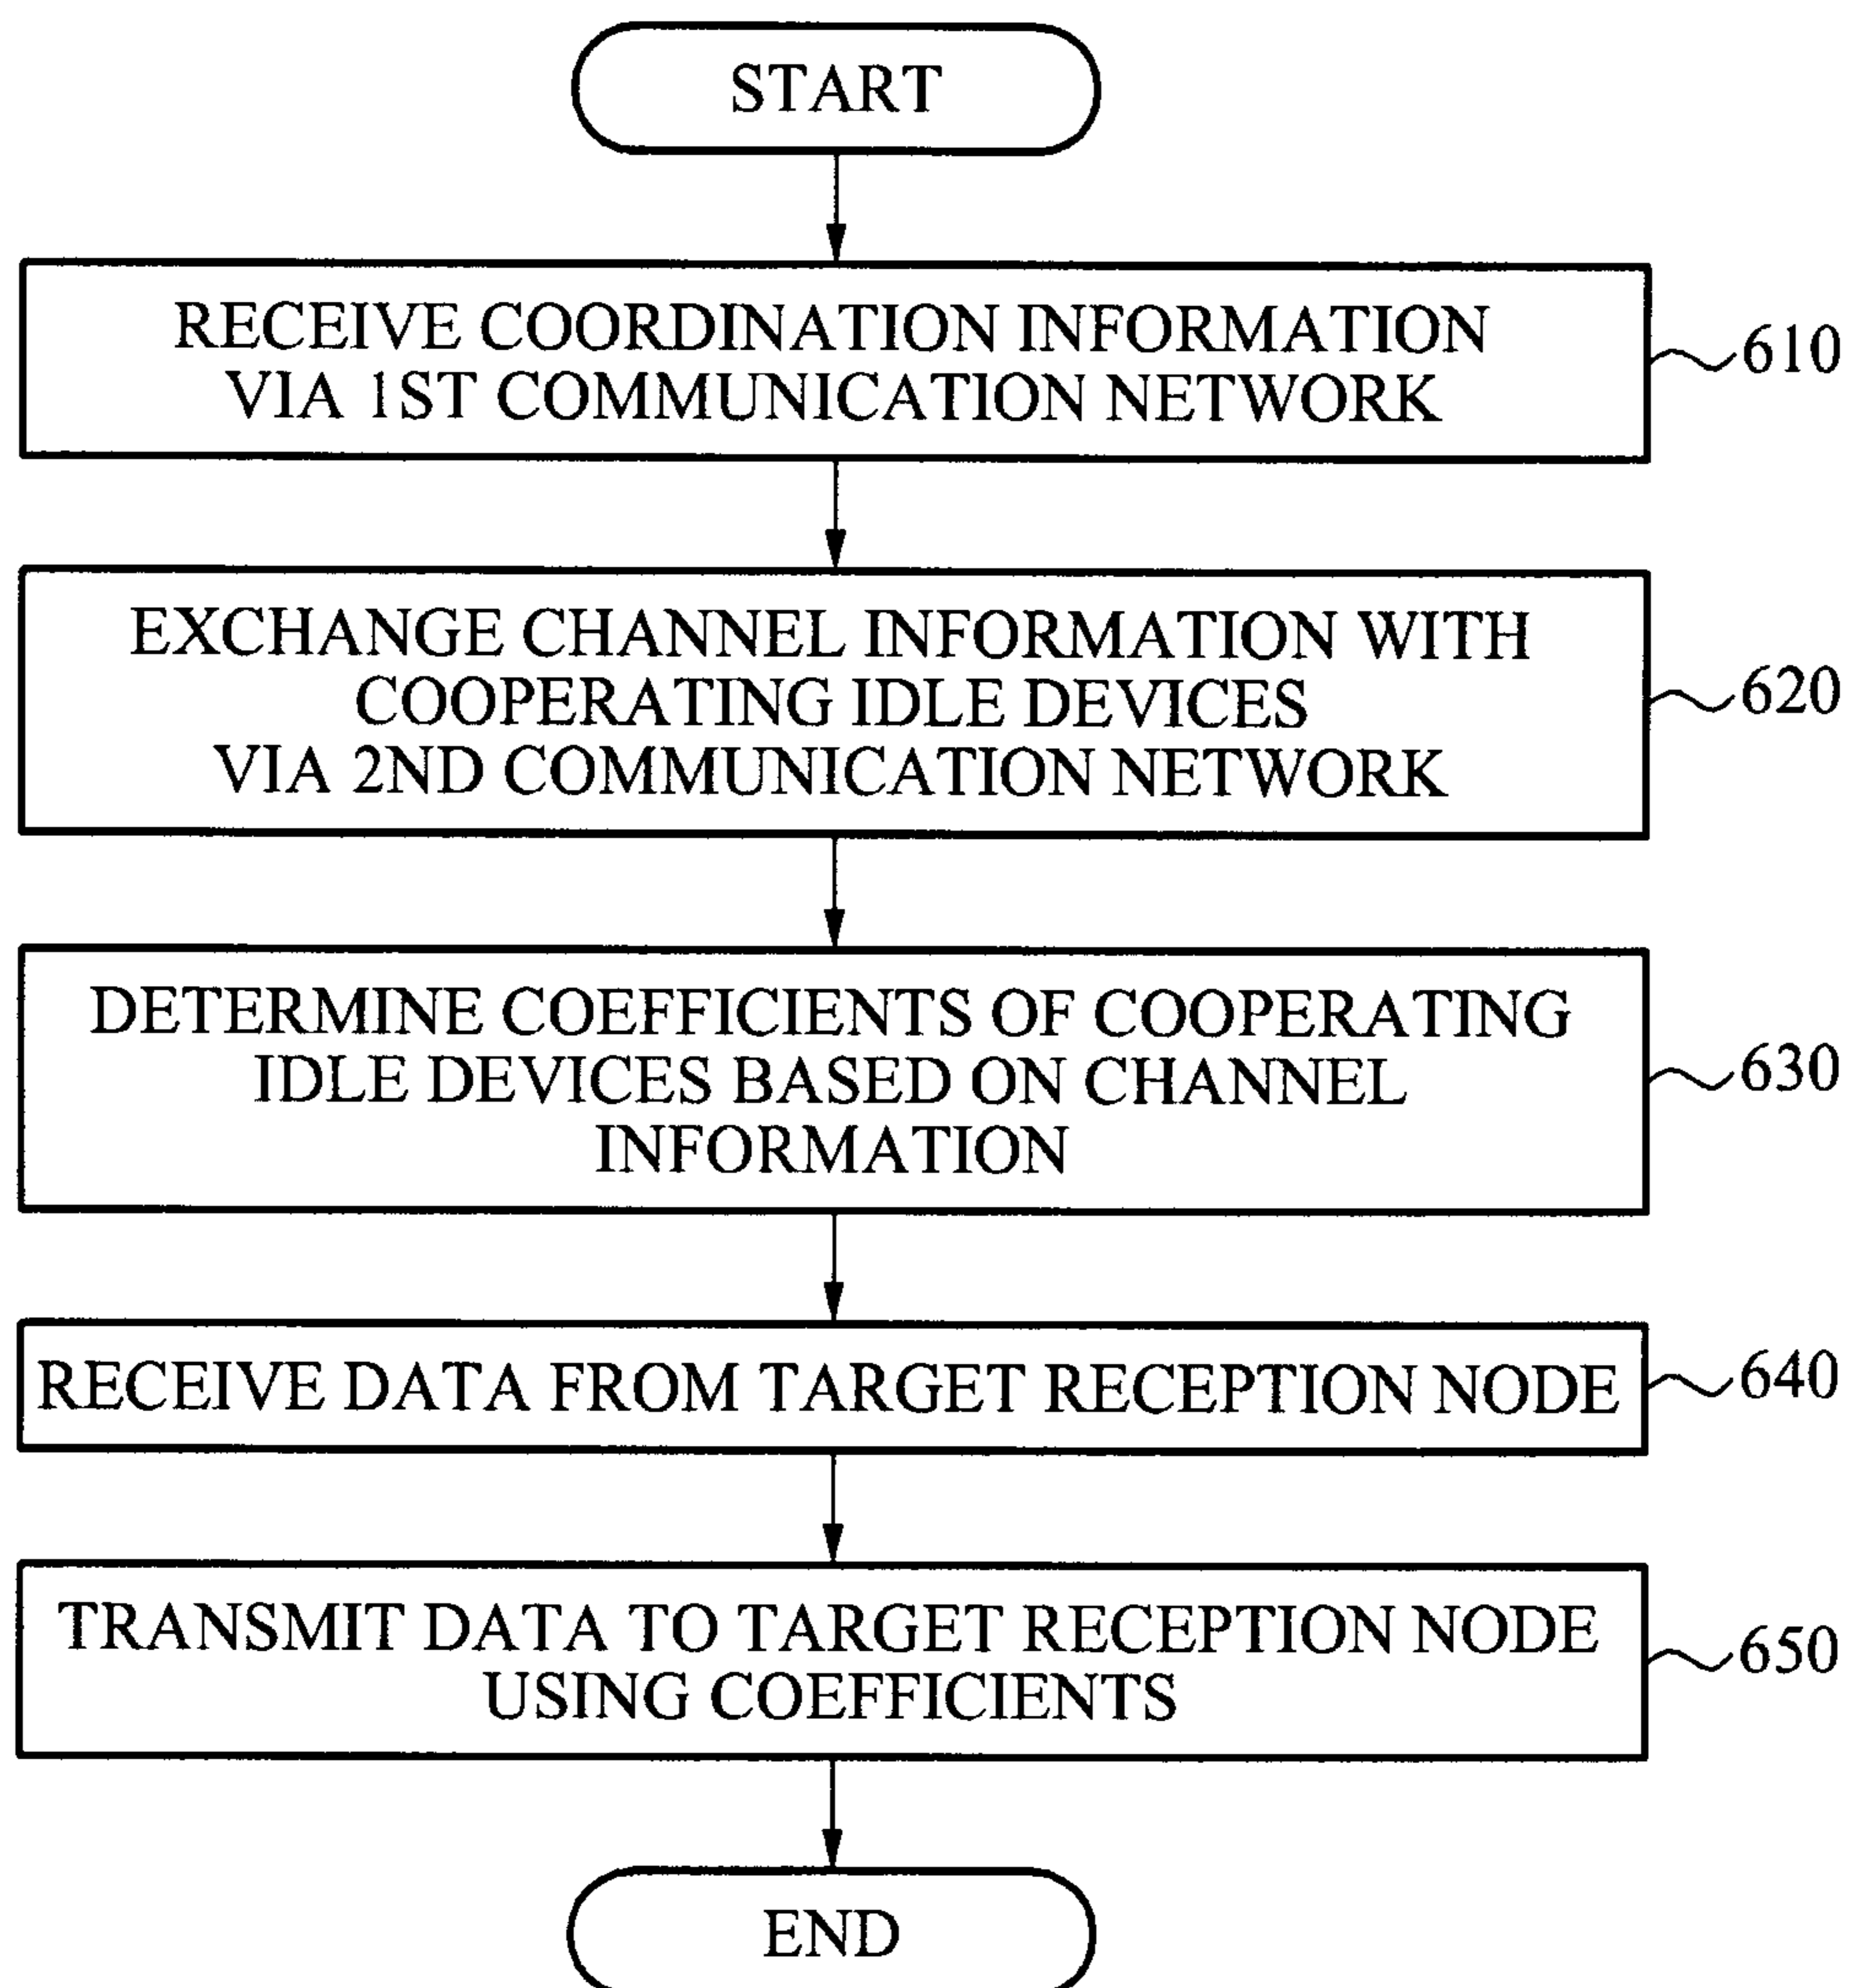 START
RECEIVE COORDINATION INFORMATION
VIA 1ST COMMUNICATION NETWORK
610
EXCHANGE CHANNEL INFORMATION WITH
COOPERATING IDLE DEVICES
VIA 2ND COMMUNICATION NETWORK
620
DETERMINE COEFFICIENTS OF COOPERATING
IDLE DEVICES BASED ON CHANNEL
INFORMATION
630
RECEIVE DATA FROM TARGET RECEPTION NODE
640
TRANSMIT DATA TO TARGET RECEPTION NODE
USING COEFFICIENTS
650
END